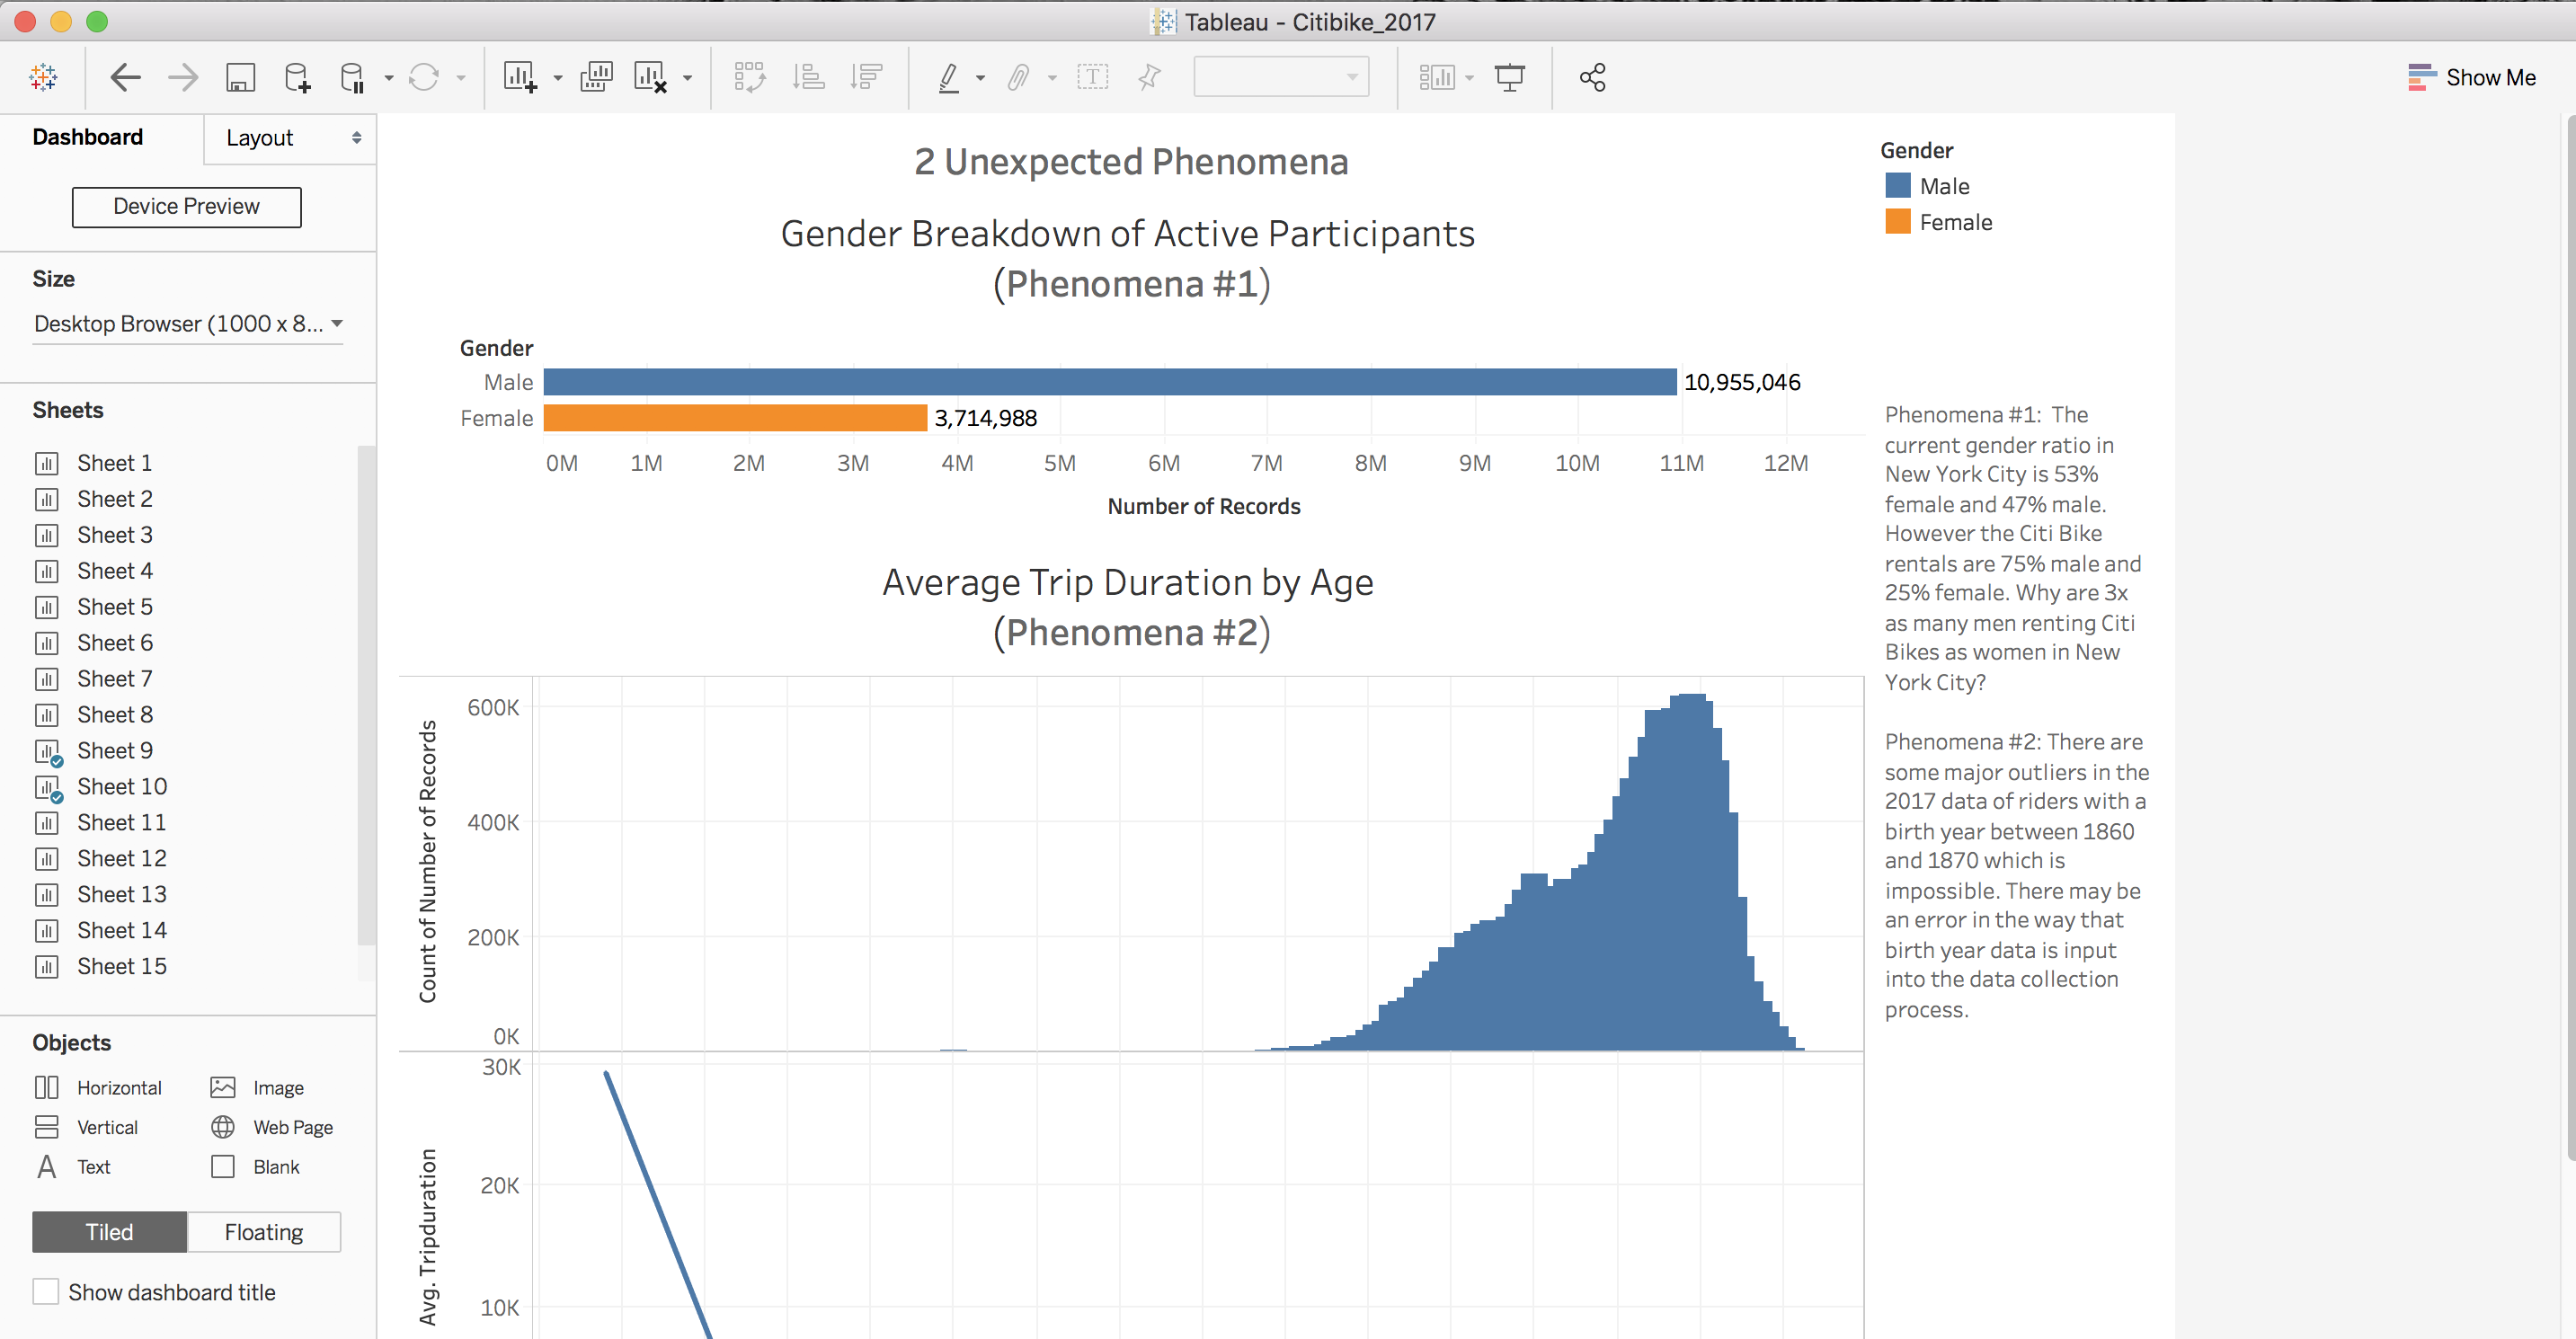 Tableau - Citibike_2017
Show Me
Dashboard
Layout
Device Preview
Size
Desktop Browser (1000 x 8...
Sheets
Sheet 1
Sheet 2
Sheet 3
Sheet 4
Sheet 5
Sheet 6
Sheet 7
Sheet 8
Sheet 9
Sheet 10
Sheet 11
Sheet 12
Sheet 13
Sheet 14
Sheet 15
Objects
Horizontal
Image
Vertical
Web Page
A Text
Blank
Tiled
Floating
Show dashboard title
2 Unexpected Phenomena
Gender Breakdown of Active Participants
(Phenomena #1)
Gender
Male 10,955,046
Female 3,714,988
0M 1M 2M 3M 4M 5M 6M 7M 8M 9M 10M 11M 12M
Number of Records
Average Trip Duration by Age
(Phenomena #2)
Count of Number of Records
600K
400K
200K
0K
Avg. Tripduration
30K
20K
10K
Gender
Male
Female
Phenomena #1:  The
current gender ratio in
New York City is 53%
female and 47% male.
However the Citi Bike
rentals are 75% male and
25% female. Why are 3x
as many men renting Citi
Bikes as women in New
York City?
Phenomena #2: There are
some major outliers in the
2017 data of riders with a
birth year between 1860
and 1870 which is
impossible. There may be
an error in the way that
birth year data is input
into the data collection
process.